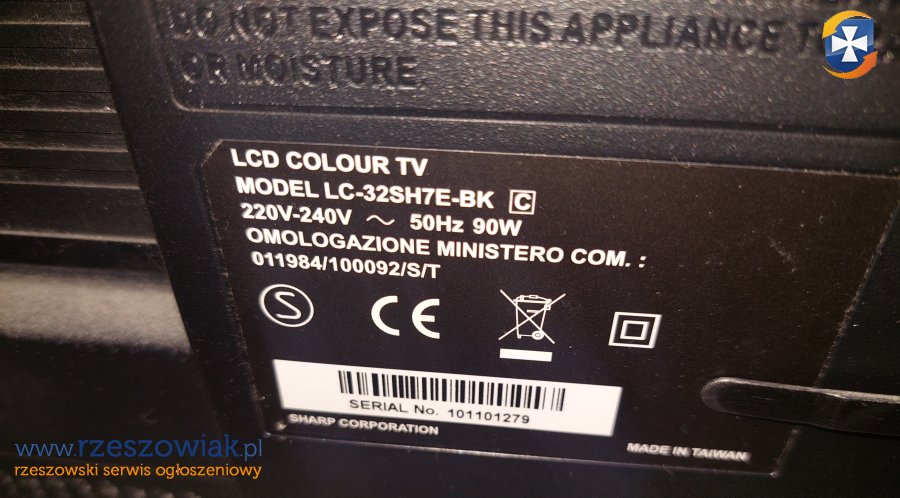 DO NOT EXPOSE THIS APPLIANCE
OR MOISTURE
LCD COLOUR TV
MODEL LC-32SH7E-BK C
220V-240V ~ 50Hz 90W
OMOLOGAZIONE MINISTERO COM. :
011984/100092/S/T
S
CE
SERIAL No. 101101279
SHARP CORPORATION
MADE IN TAIWAN
www.rzeszowiak.pl
rzeszowski serwis ogłoszeniowy